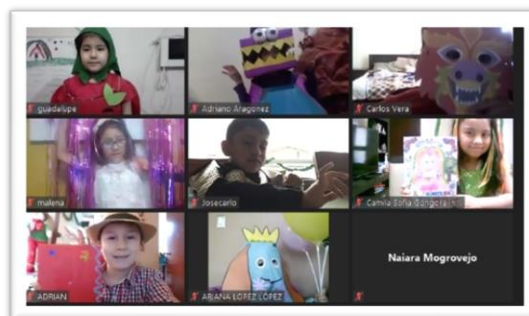 guadalupe
Adriano Aragonez
Carlos Vera
malena
Josecarlo
Camila Sofia Gongora
Naiara Mogrovejo
ADRIAN
ARIANA LOPEZ LOPEZ